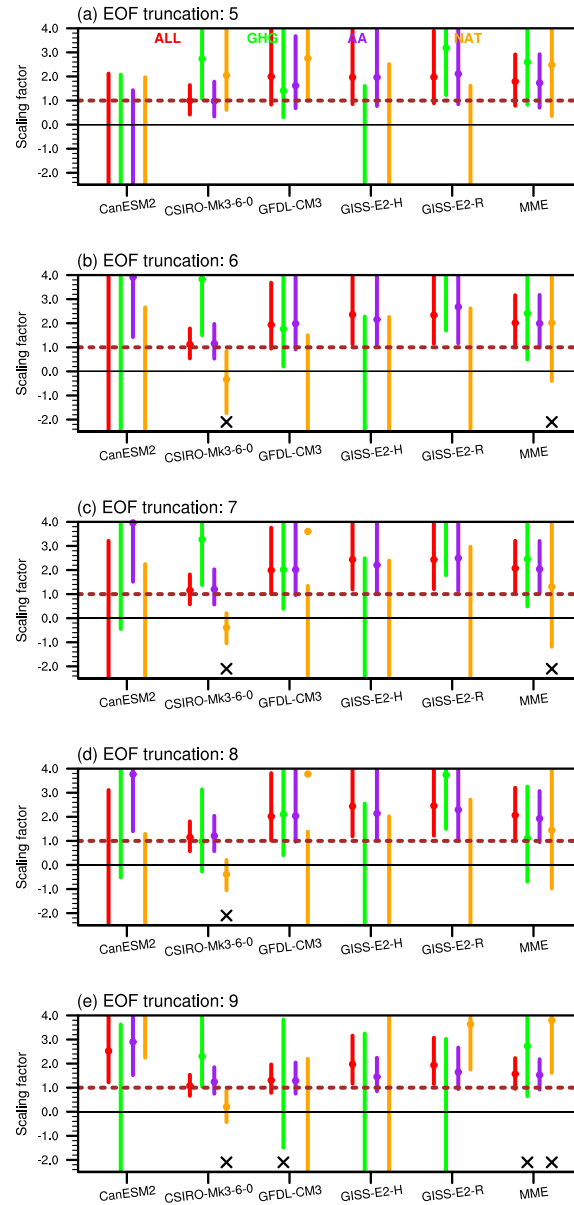 (a) EOF truncation: 5
ALL GHG AA NAT
4.0
3.0
2.0
1.0
0.0
-1.0
-2.0
Scaling factor
CanESM2 CSIRO-Mk3-6-0 GFDL-CM3 GISS-E2-H GISS-E2-R MME
(b) EOF truncation: 6
4.0
3.0
2.0
1.0
0.0
-1.0
-2.0
Scaling factor
CanESM2 CSIRO-Mk3-6-0 GFDL-CM3 GISS-E2-H GISS-E2-R MME
(c) EOF truncation: 7
4.0
3.0
2.0
1.0
0.0
-1.0
-2.0
Scaling factor
CanESM2 CSIRO-Mk3-6-0 GFDL-CM3 GISS-E2-H GISS-E2-R MME
(d) EOF truncation: 8
4.0
3.0
2.0
1.0
0.0
-1.0
-2.0
Scaling factor
CanESM2 CSIRO-Mk3-6-0 GFDL-CM3 GISS-E2-H GISS-E2-R MME
(e) EOF truncation: 9
4.0
3.0
2.0
1.0
0.0
-1.0
-2.0
Scaling factor
CanESM2 CSIRO-Mk3-6-0 GFDL-CM3 GISS-E2-H GISS-E2-R MME